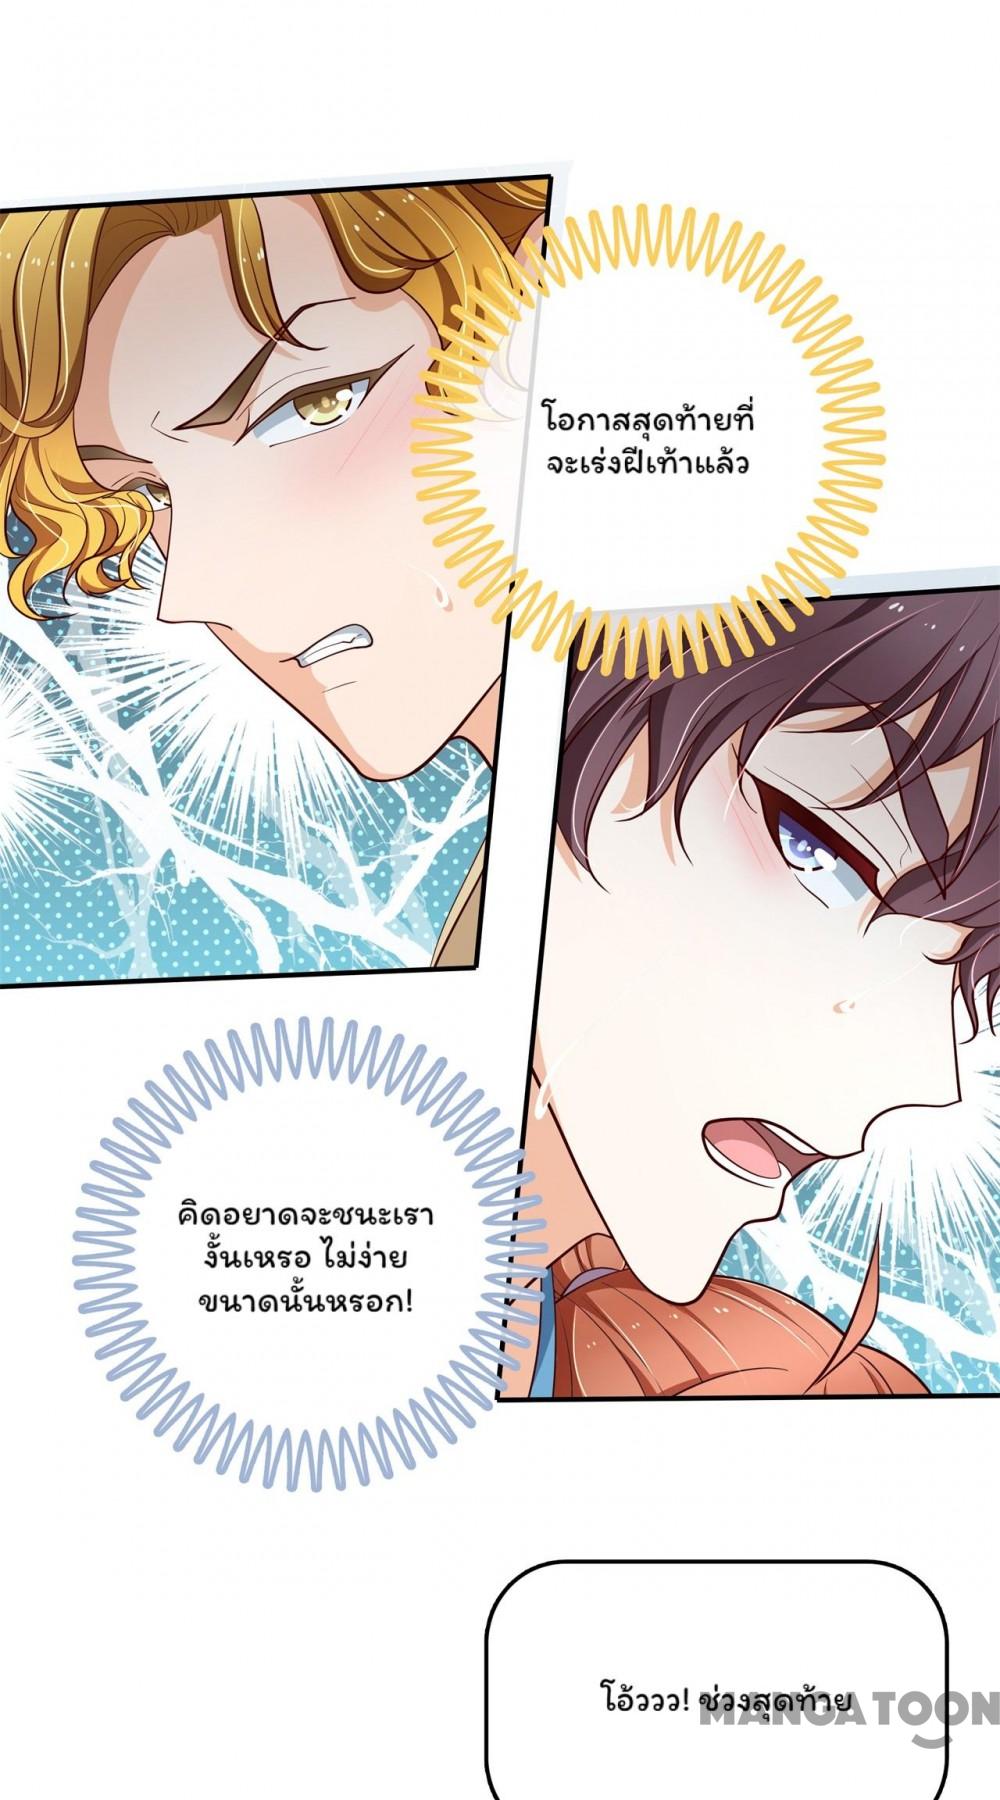 โอกาสสุดท้ายที่
จะเร่งฝีเท้าแล้ว
คิดอยาดจะชนะเรา
งั้นเหรอ ไม่ง่าย
ขนาดนั้นหรอก!
โอ้ววว! ช่วงสุดท้าย
MANGATOON